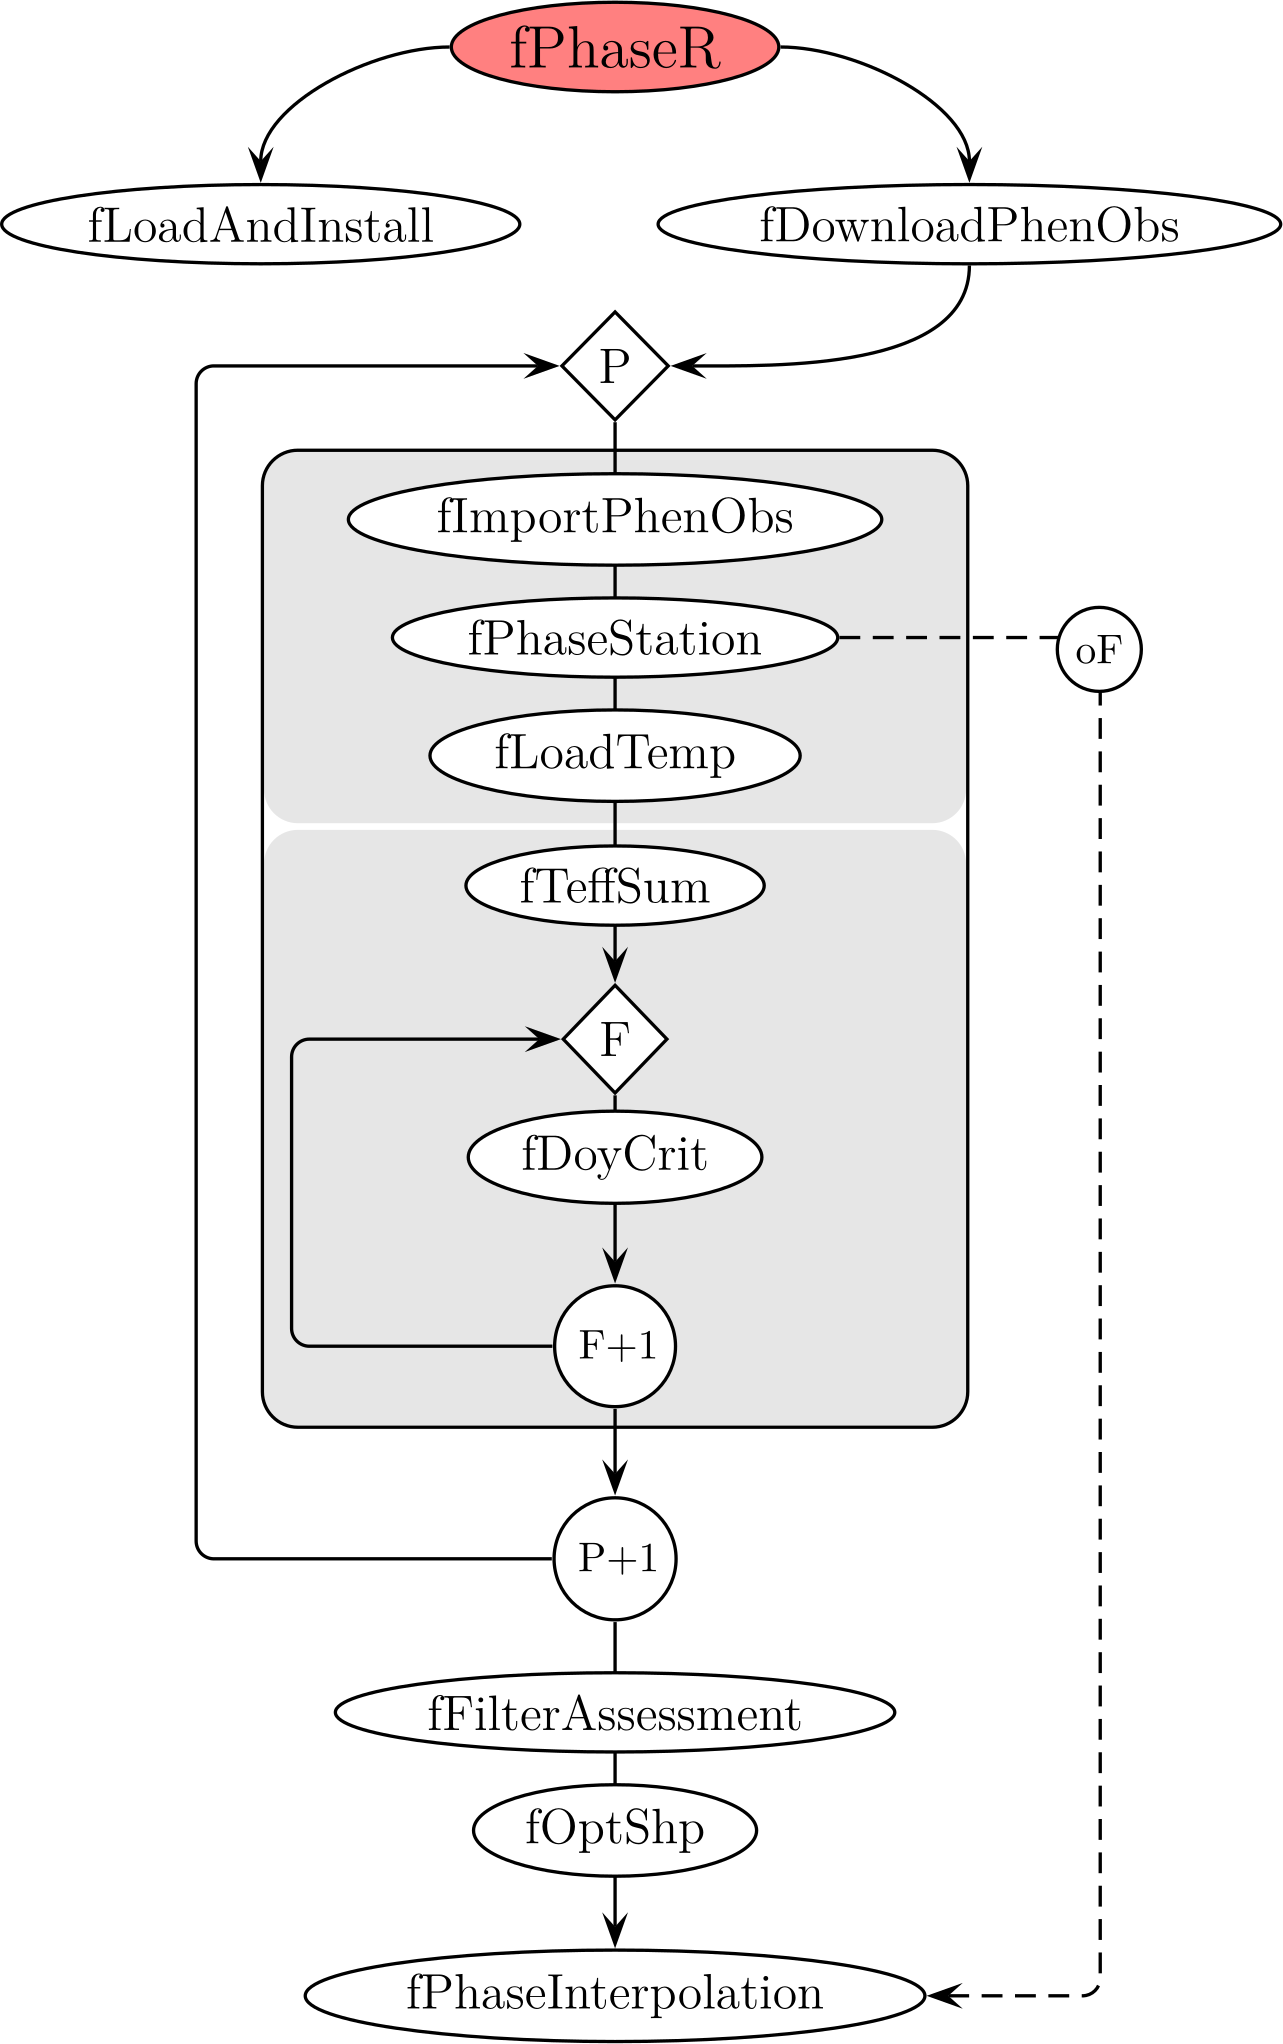 fPhaseR
fLoadAndInstall
fDownloadPhenObs
P
fImportPhenObs
fPhaseStation
oF
fLoadTemp
fTeffSum
F
fDoyCrit
F+1
P+1
fFilterAssessment
fOptShp
fPhaseInterpolation